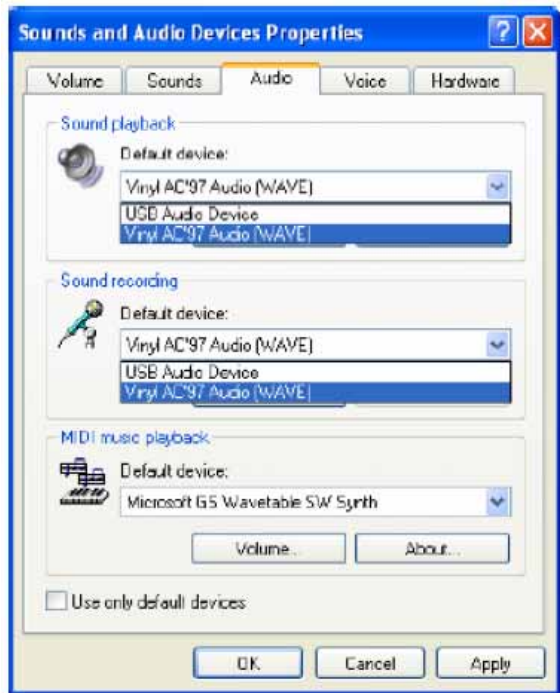 Sounds and Audio Devices Properties
Volume Sounds Audio Voice Hardware
Sound playback
Default device:
Vinyl AC'97 Audio (WAVE)
USB Audio Device
Vinyl AC'97 Audio (WAVE)
Sound recording
Default device:
Vinyl AC'97 Audio (WAVE)
USB Audio Device
Vinyl AC'97 Audio (WAVE)
MIDI music playback
Default device:
Microsoft GS Wavetable SW Synth
Volume... About...
Use only default devices
OK Cancel Apply